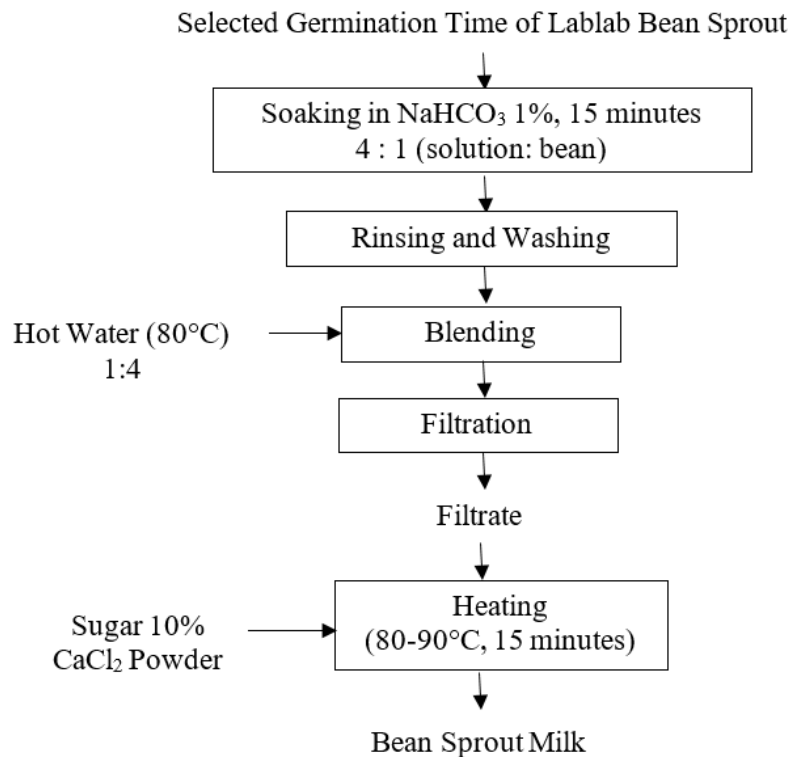 Selected Germination Time of Lablab Bean Sprout
Soaking in NaHCO₃ 1%, 15 minutes
4 : 1 (solution: bean)
Rinsing and Washing
Hot Water (80°C)
1:4
Blending
Filtration
Filtrate
Sugar 10%
CaCl₂ Powder
Heating
(80-90°C, 15 minutes)
Bean Sprout Milk